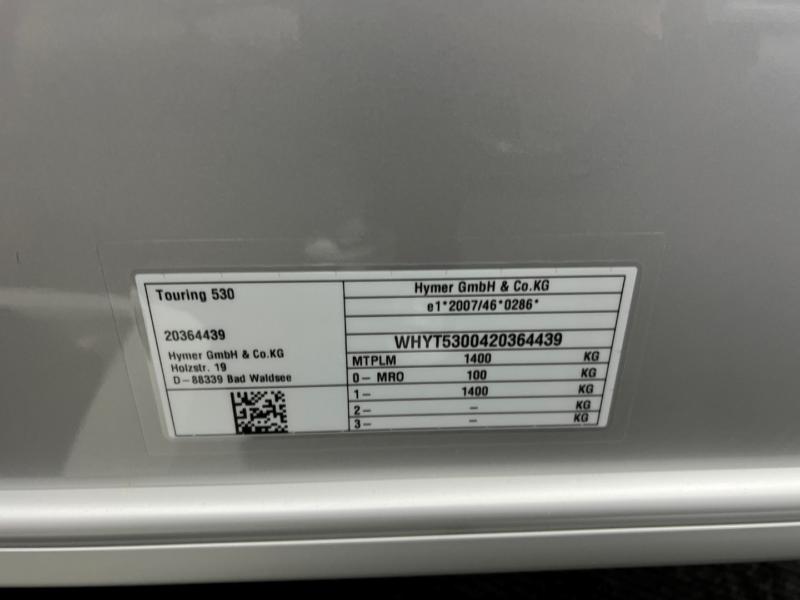 Touring 530
20364439
Hymer GmbH & Co.KG
Holzstr. 19
D-88339 Bad Waldsee
Hymer GmbH & Co.KG
e1*2007/46*0286*
WHYT5300420364439
MTPLM 1400 KG
0- MRO 100 KG
1- 1400 KG
2- - KG
3- - KG